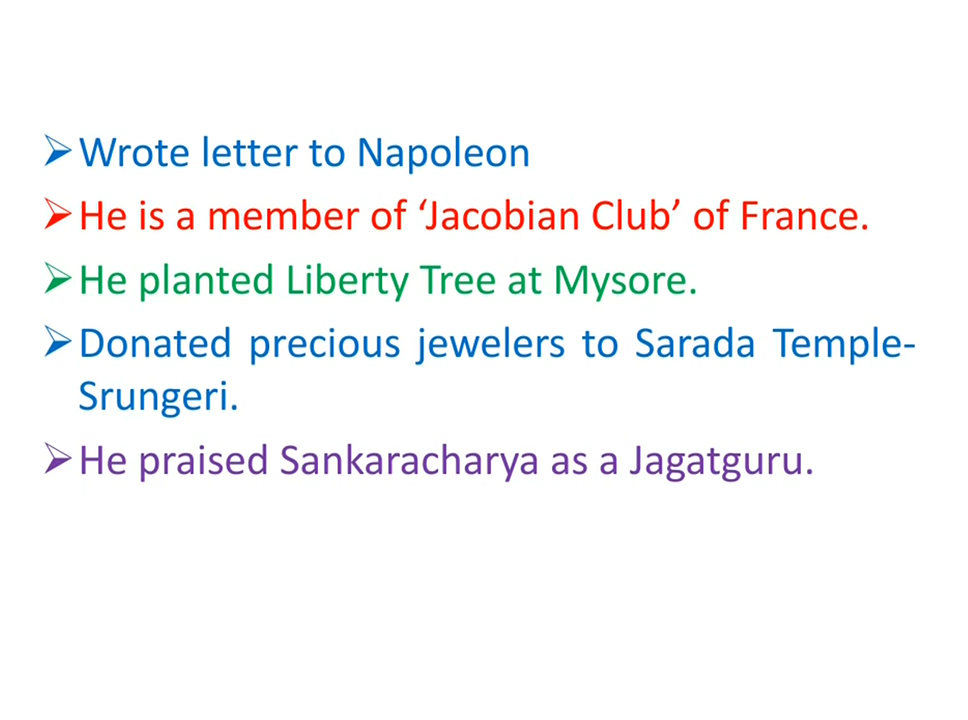 ➢Wrote letter to Napoleon
➢He is a member of ‘Jacobian Club’ of France.
➢He planted Liberty Tree at Mysore.
➢Donated precious jewelers to Sarada Temple-
Srungeri.
➢He praised Sankaracharya as a Jagatguru.